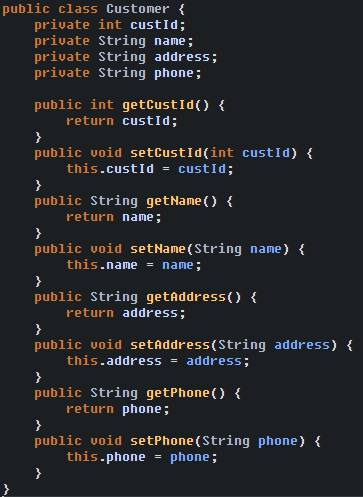 public class Customer {
    private int custId;
    private String name;
    private String address;
    private String phone;

    public int getCustId() {
        return custId;
    }
    public void setCustId(int custId) {
        this.custId = custId;
    }
    public String getName() {
        return name;
    }
    public void setName(String name) {
        this.name = name;
    }
    public String getAddress() {
        return address;
    }
    public void setAddress(String address) {
        this.address = address;
    }
    public String getPhone() {
        return phone;
    }
    public void setPhone(String phone) {
        this.phone = phone;
    }
}